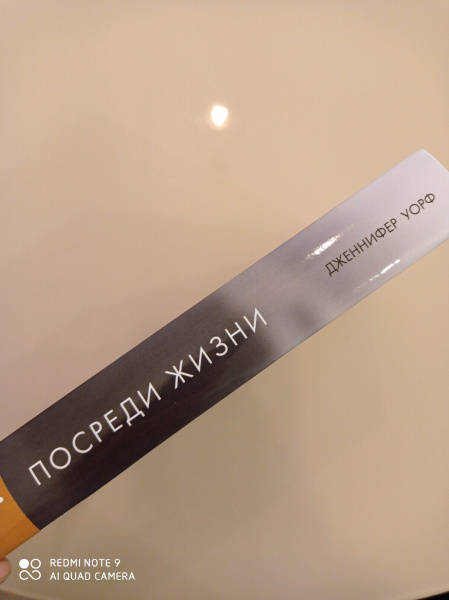 ПОСРЕДИ ЖИЗНИ
ДЖЕННИФЕР УОРФ
REDMI NOTE 9
AI QUAD CAMERA